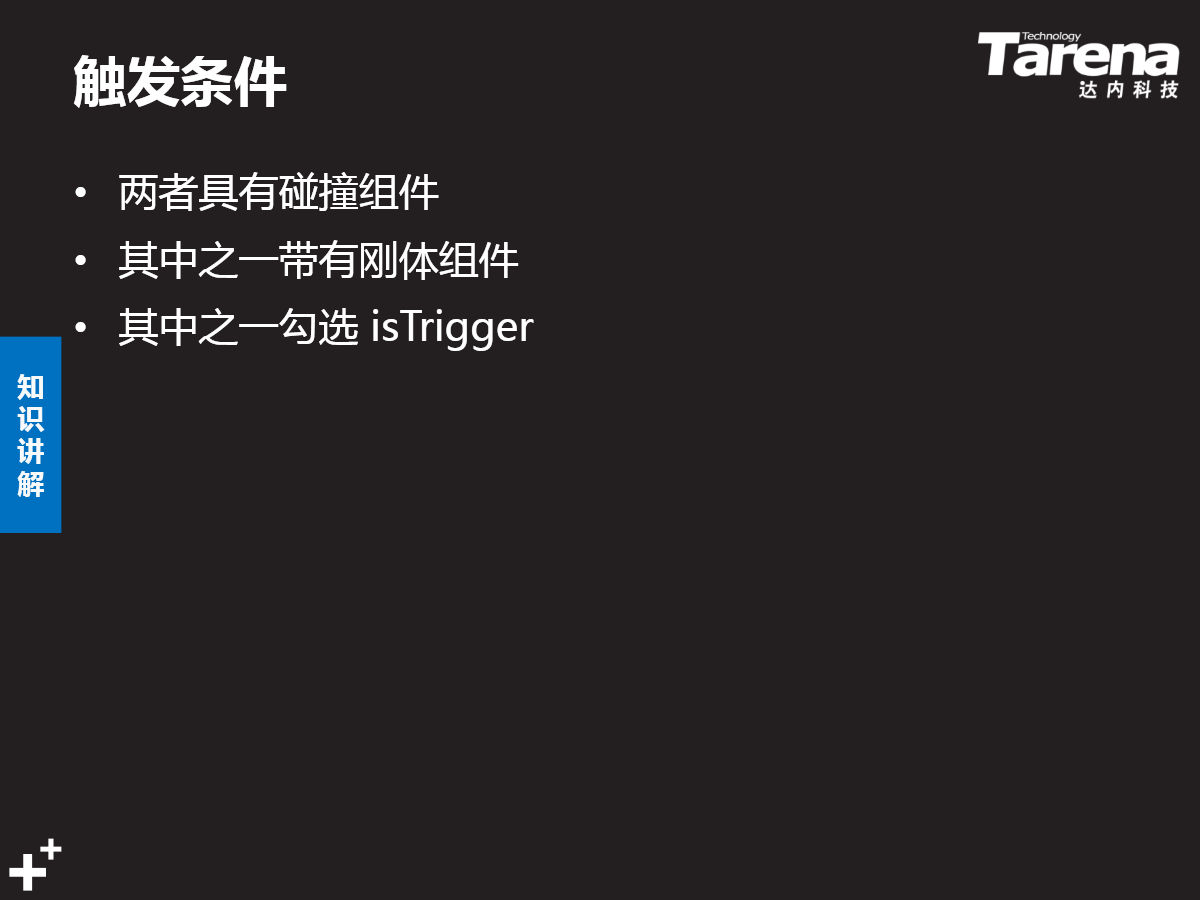 Technology
Tarena
达内科技
触发条件
• 两者具有碰撞组件
• 其中之一带有刚体组件
• 其中之一勾选 isTrigger
知
识
讲
解